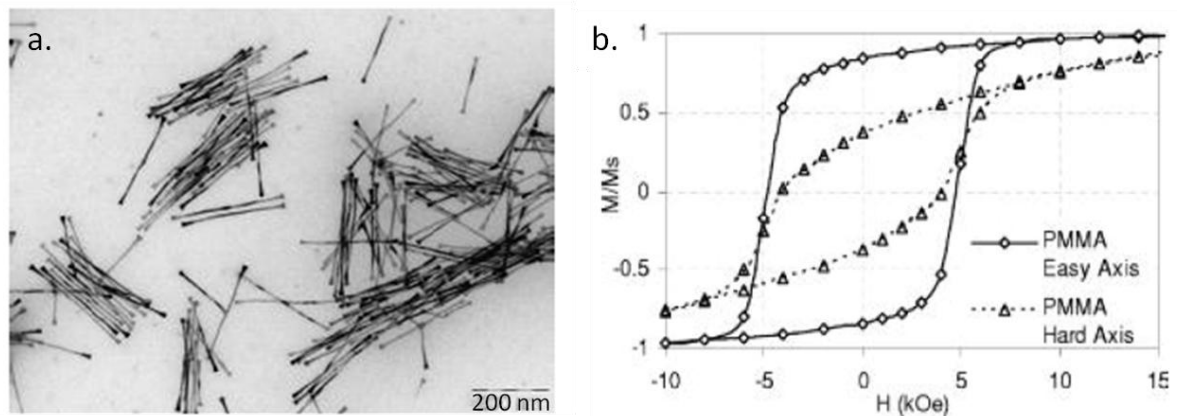 a.
200 nm
b.
M/Ms
1
0.5
0
-0.5
-1
PMMA
Easy Axis
PMMA
Hard Axis
-10 -5 0 5 10 15
H (kOe)